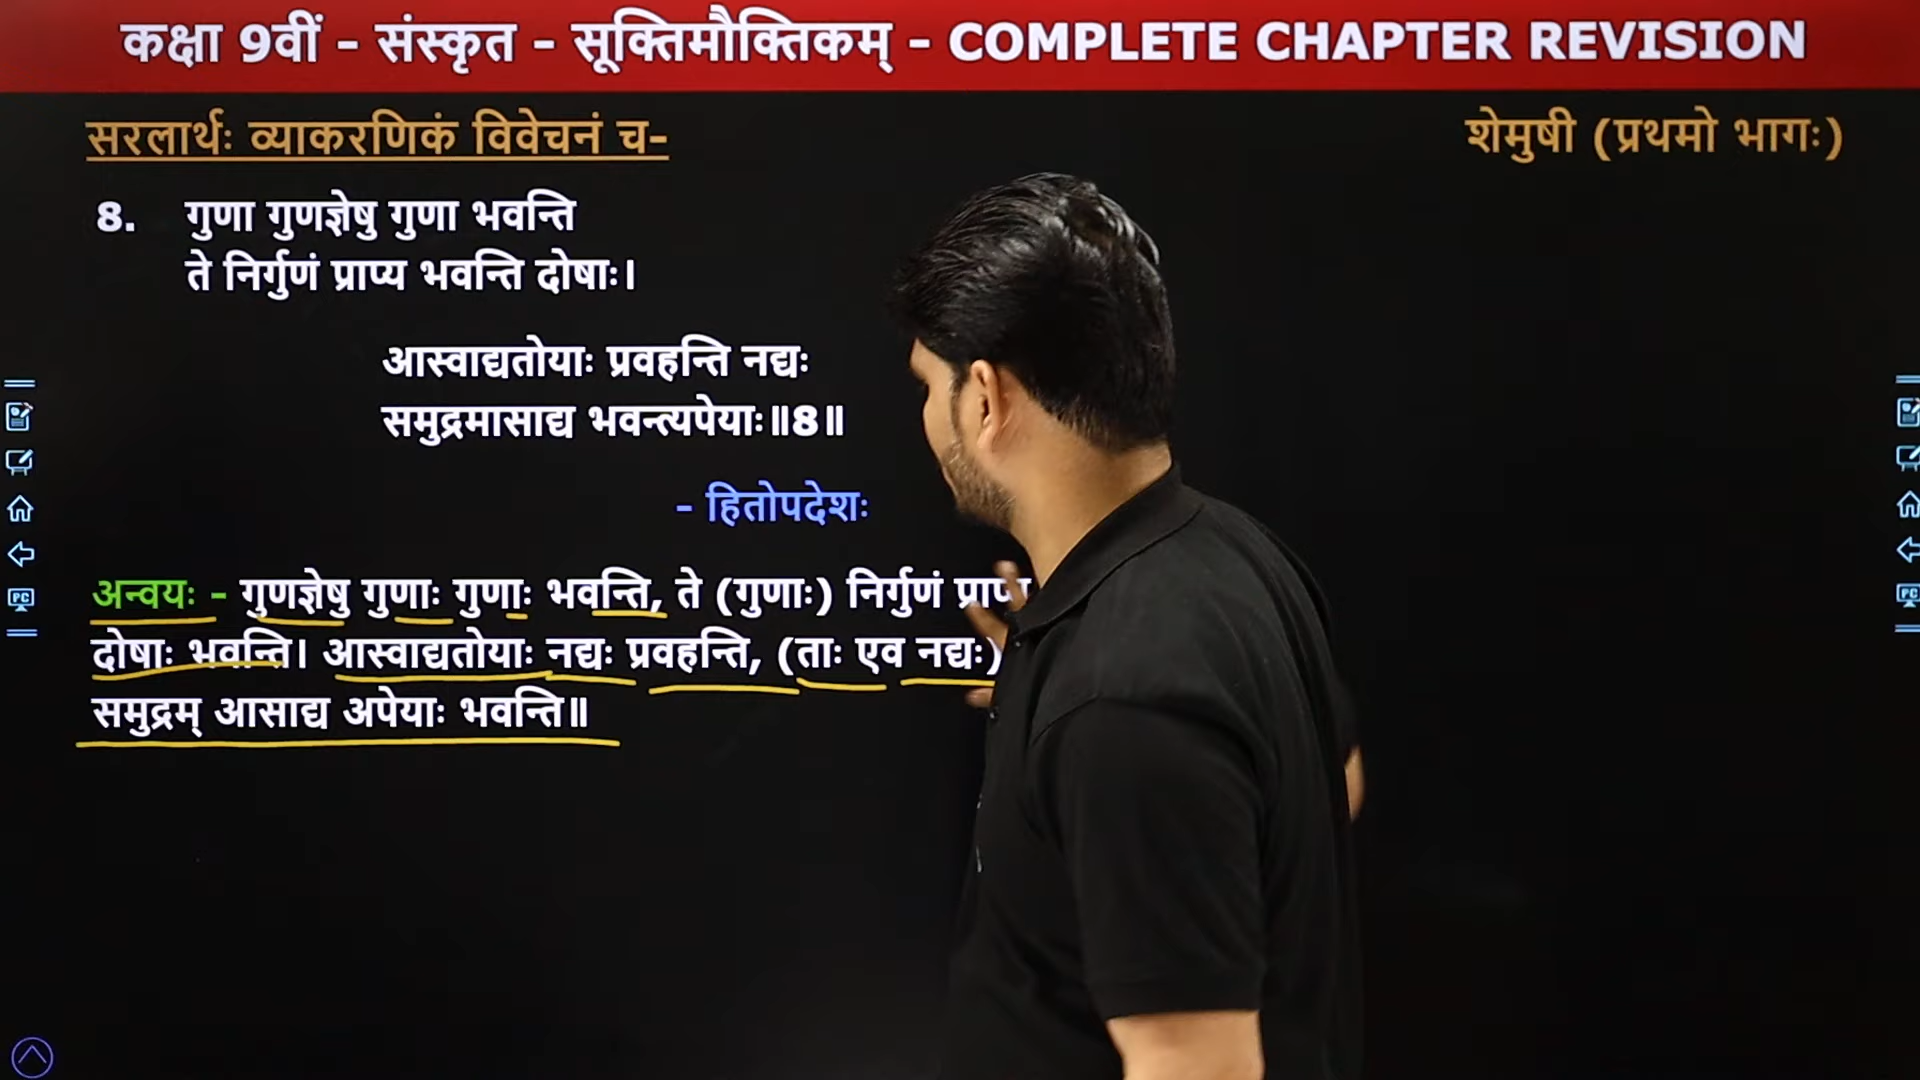 कक्षा 9वीं - संस्कृत - सूक्तिमौक्तिकम् - COMPLETE CHAPTER REVISION
सरलार्थः व्याकरणिकं विवेचनं च-
शेमुषी (प्रथमो भागः)
8. गुणा गुणज्ञेषु गुणा भवन्ति
ते निर्गुणं प्राप्य भवन्ति दोषाः।
आस्वाद्यतोयाः प्रवहन्ति नद्यः
समुद्रमासाद्य भवन्त्यपेयाः॥8॥
- हितोपदेशः
अन्वयः - गुणज्ञेषु गुणाः गुणाः भवन्ति, ते (गुणाः) निर्गुणं प्राप्य
दोषाः भवन्ति। आस्वाद्यतोयाः नद्यः प्रवहन्ति, (ताः एव नद्यः)
समुद्रम् आसाद्य अपेयाः भवन्ति॥
PC
PC